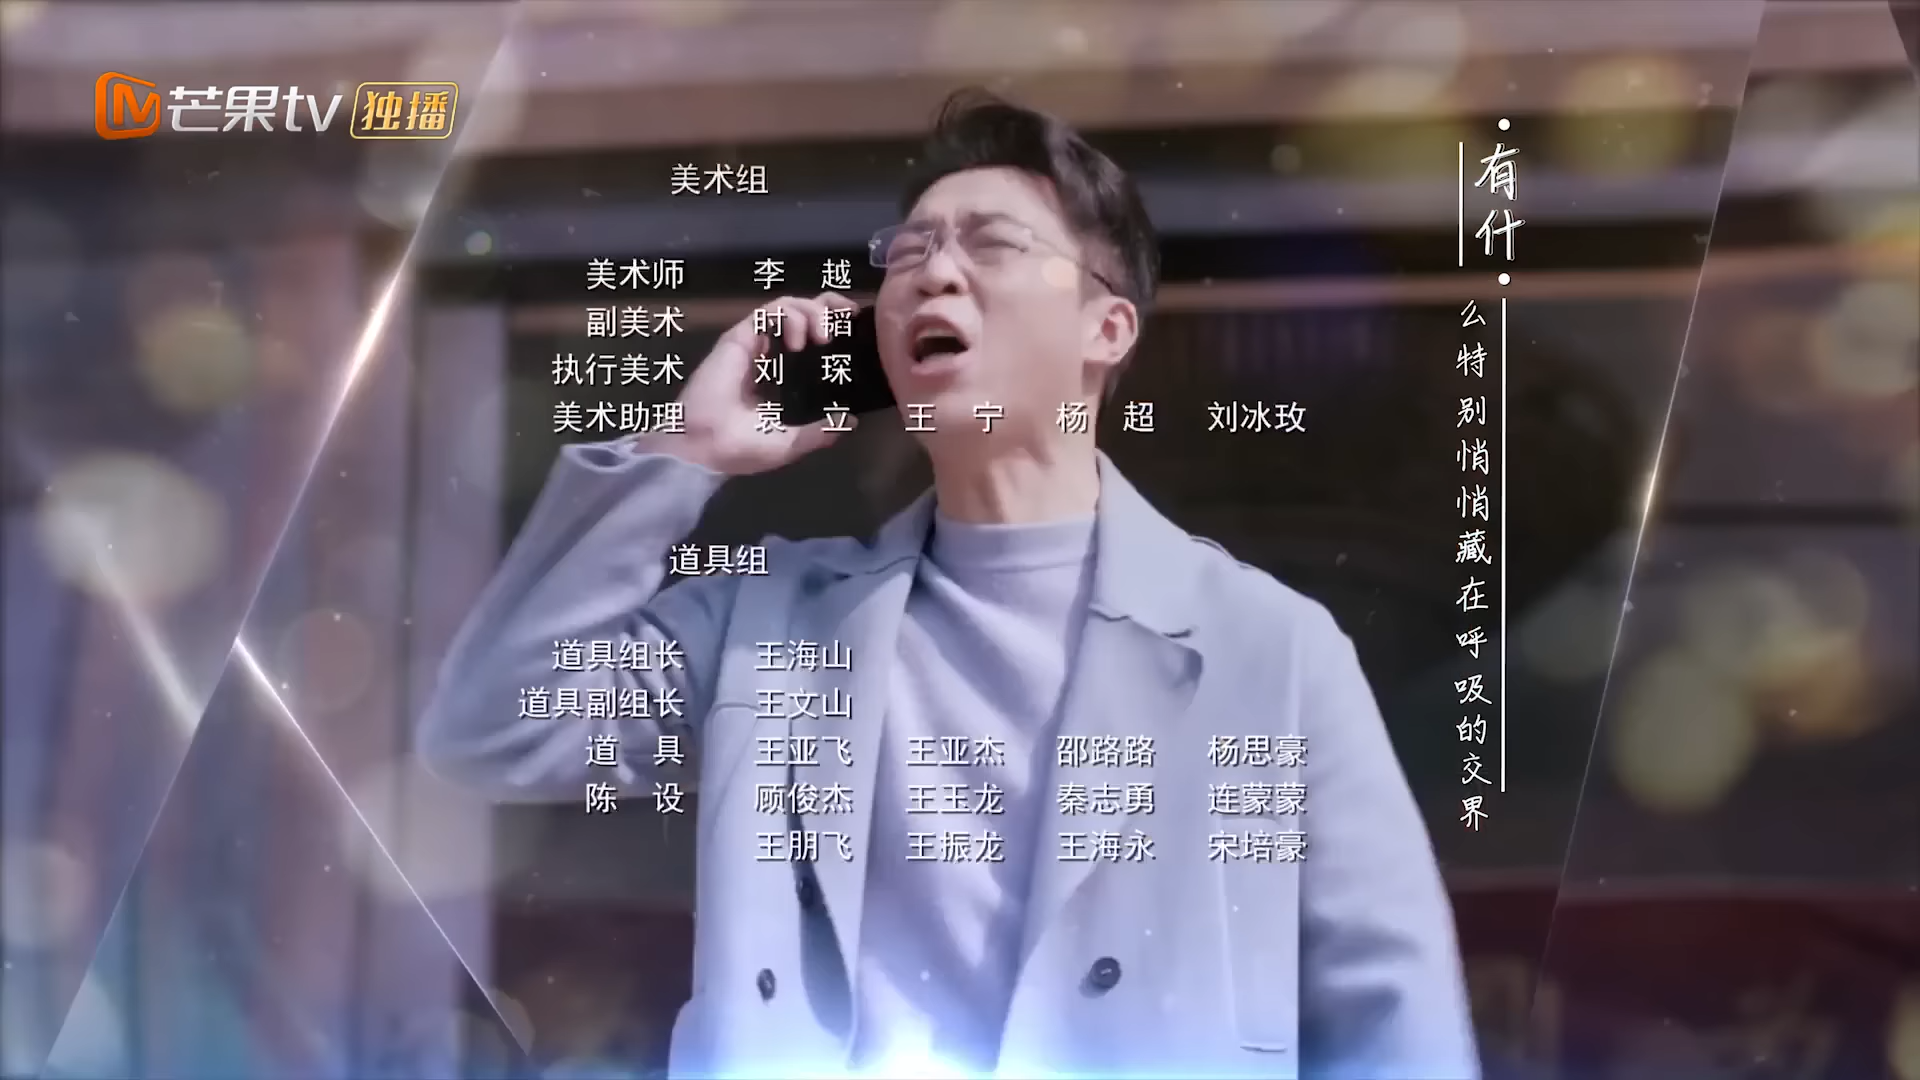 芒果tv 独播
美术组
美术师 李 越
副美术 时 韬
执行美术 刘 琛
美术助理 袁 立 王 宁 杨 超 刘冰玫
道具组
道具组长 王海山
道具副组长 王文山
道 具 王亚飞 王亚杰 邵路路 杨思豪
陈 设 顾俊杰 王玉龙 秦志勇 连蒙蒙
王朋飞 王振龙 王海永 宋培豪
有什么特别悄悄藏在呼吸的交界